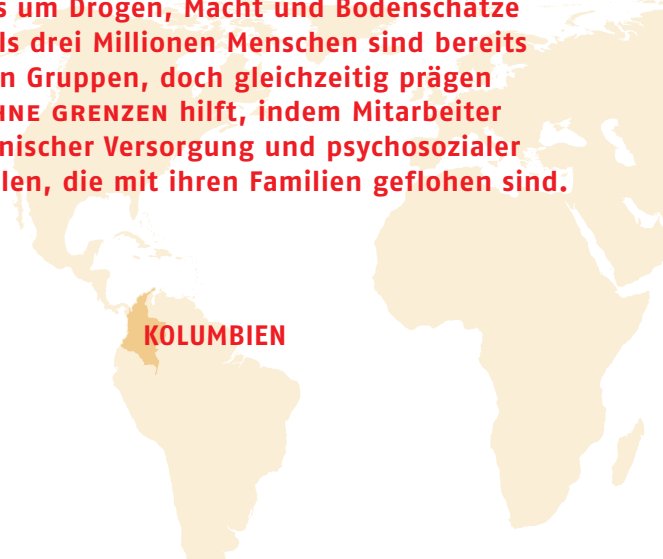 s um Drogen, Macht und Bodenschätze
ls drei Millionen Menschen sind bereits
n Gruppen, doch gleichzeitig prägen
HNE GRENZEN hilft, indem Mitarbeiter
nischer Versorgung und psychosozialer
len, die mit ihren Familien geflohen sind.
KOLUMBIEN